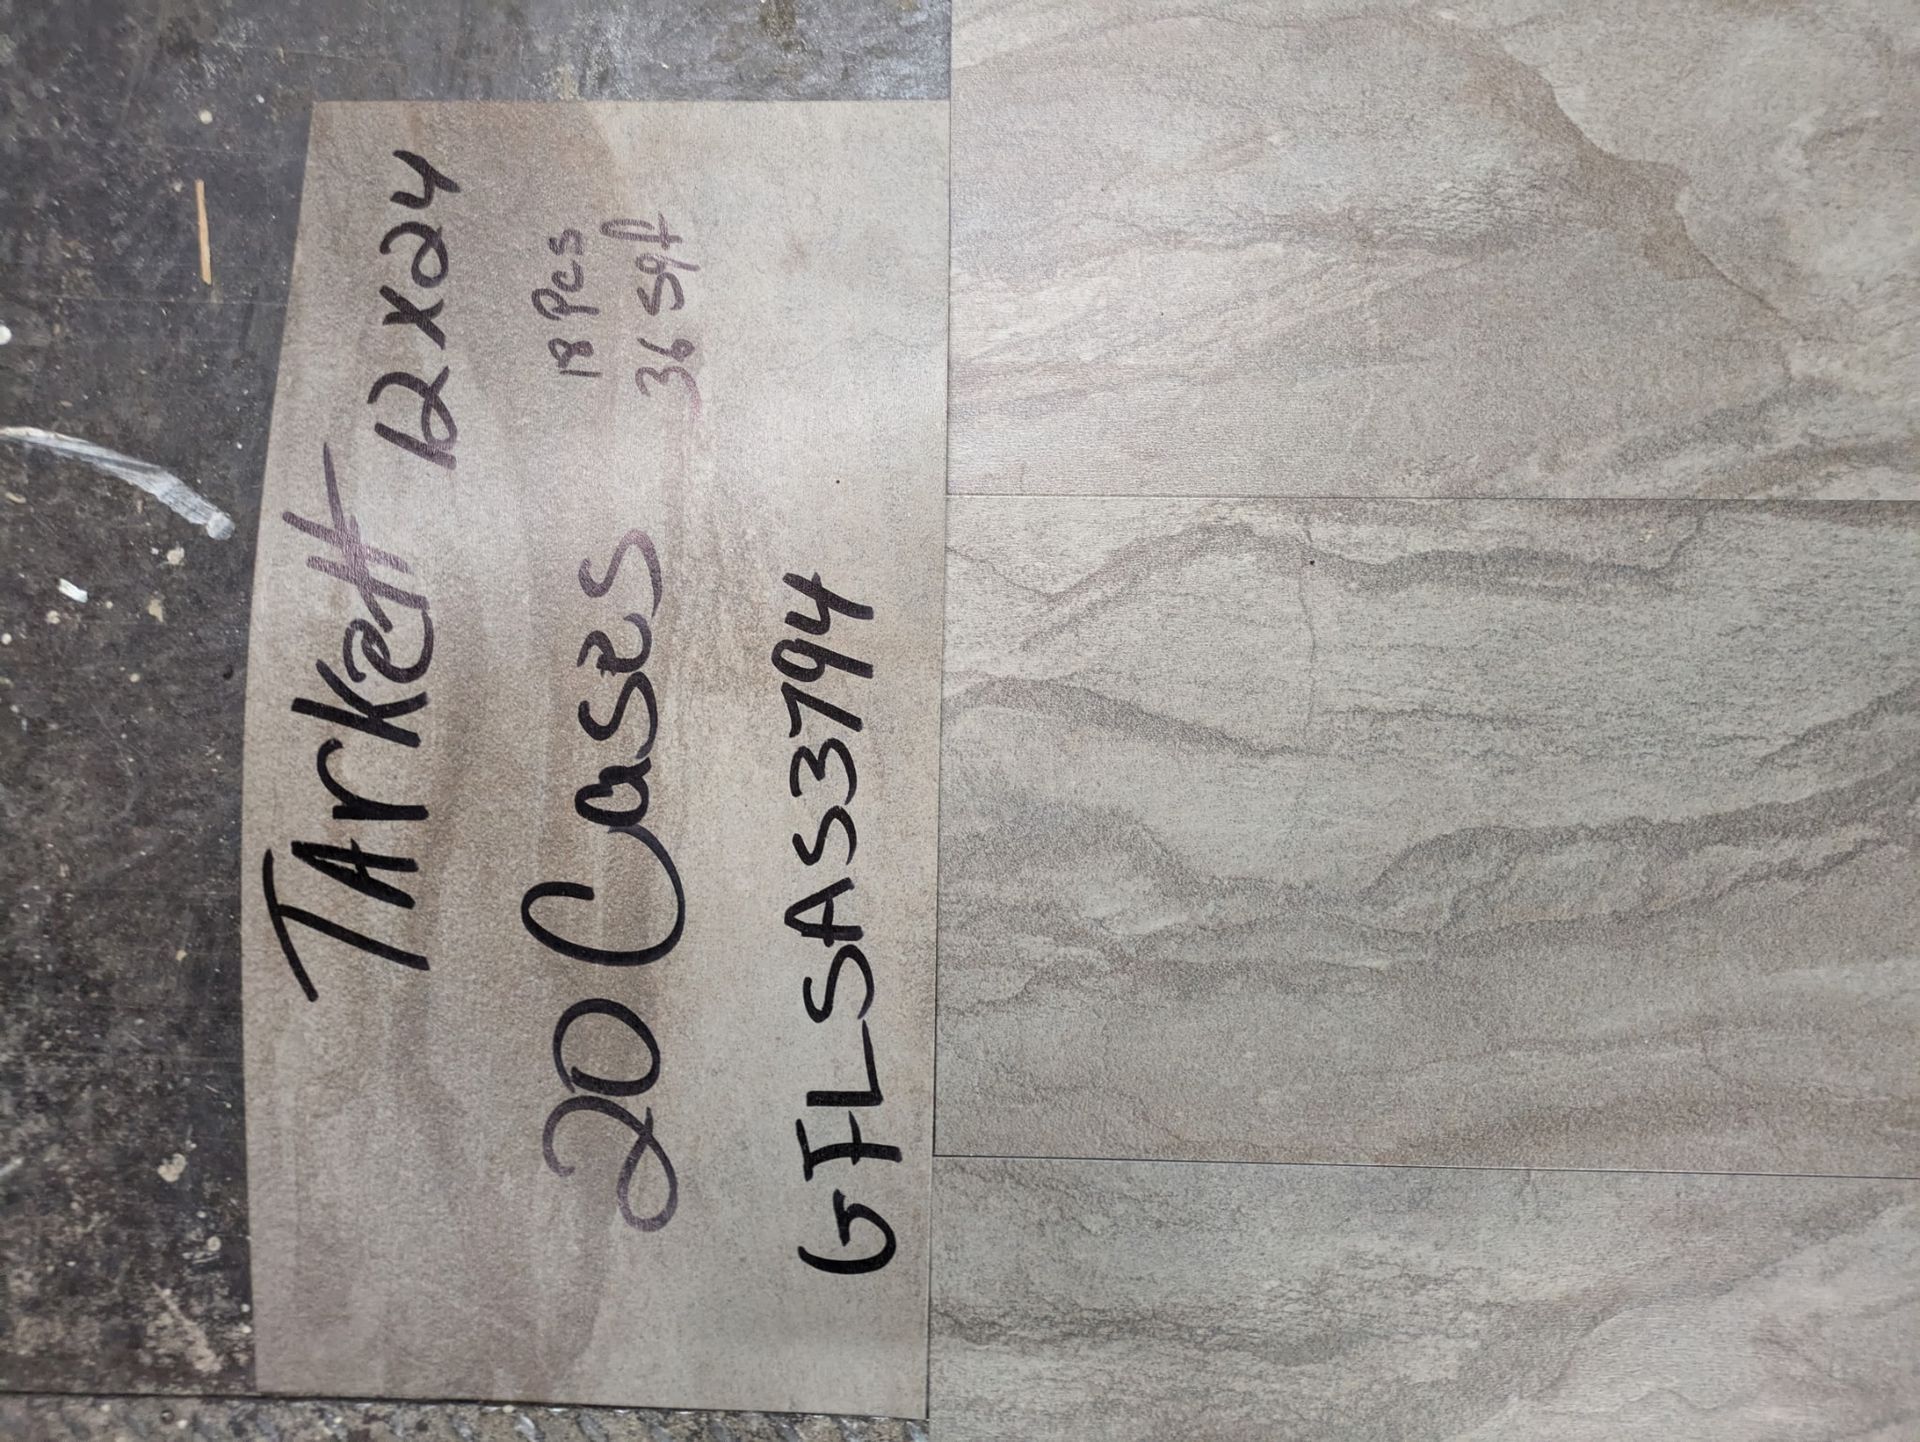 TArKett 12x24
18 Pcs
36 Sqft
20 Cases
GFLSAS3794